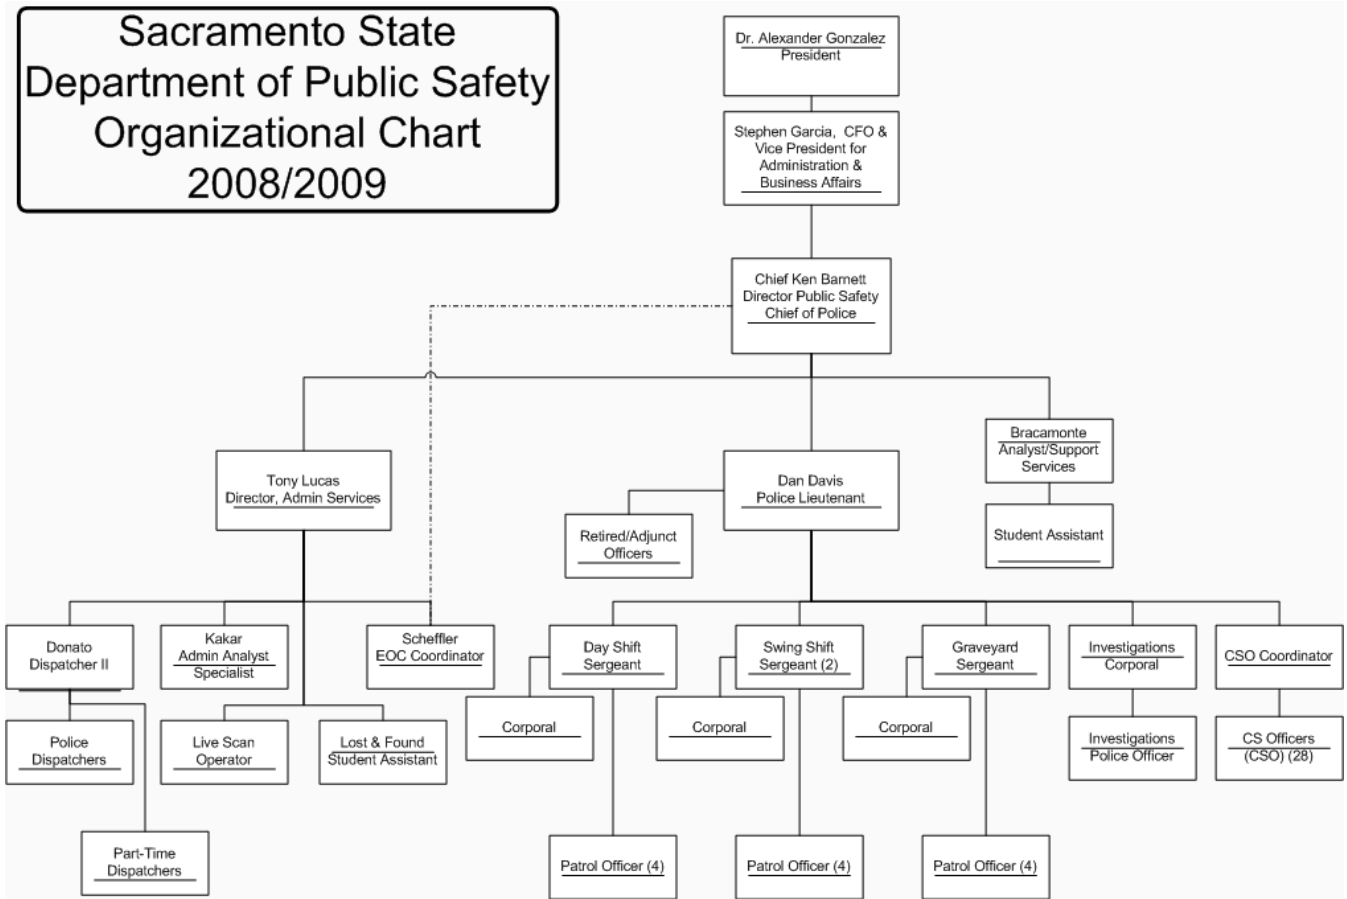 Sacramento State
Department of Public Safety
Organizational Chart
2008/2009
Dr. Alexander Gonzalez
President
Stephen Garcia, CFO &
Vice President for
Administration &
Business Affairs
Chief Ken Barnett
Director Public Safety
Chief of Police
Tony Lucas
Director, Admin Services
Dan Davis
Police Lieutenant
Bracamonte
Analyst/Support
Services
Retired/Adjunct
Officers
Student Assistant
Donato
Dispatcher II
Kakar
Admin Analyst
Specialist
Scheffler
EOC Coordinator
Day Shift
Sergeant
Swing Shift
Sergeant (2)
Graveyard
Sergeant
Investigations
Corporal
CSO Coordinator
Police
Dispatchers
Live Scan
Operator
Lost & Found
Student Assistant
Corporal
Corporal
Corporal
Investigations
Police Officer
CS Officers
(CSO) (28)
Part-Time
Dispatchers
Patrol Officer (4)
Patrol Officer (4)
Patrol Officer (4)